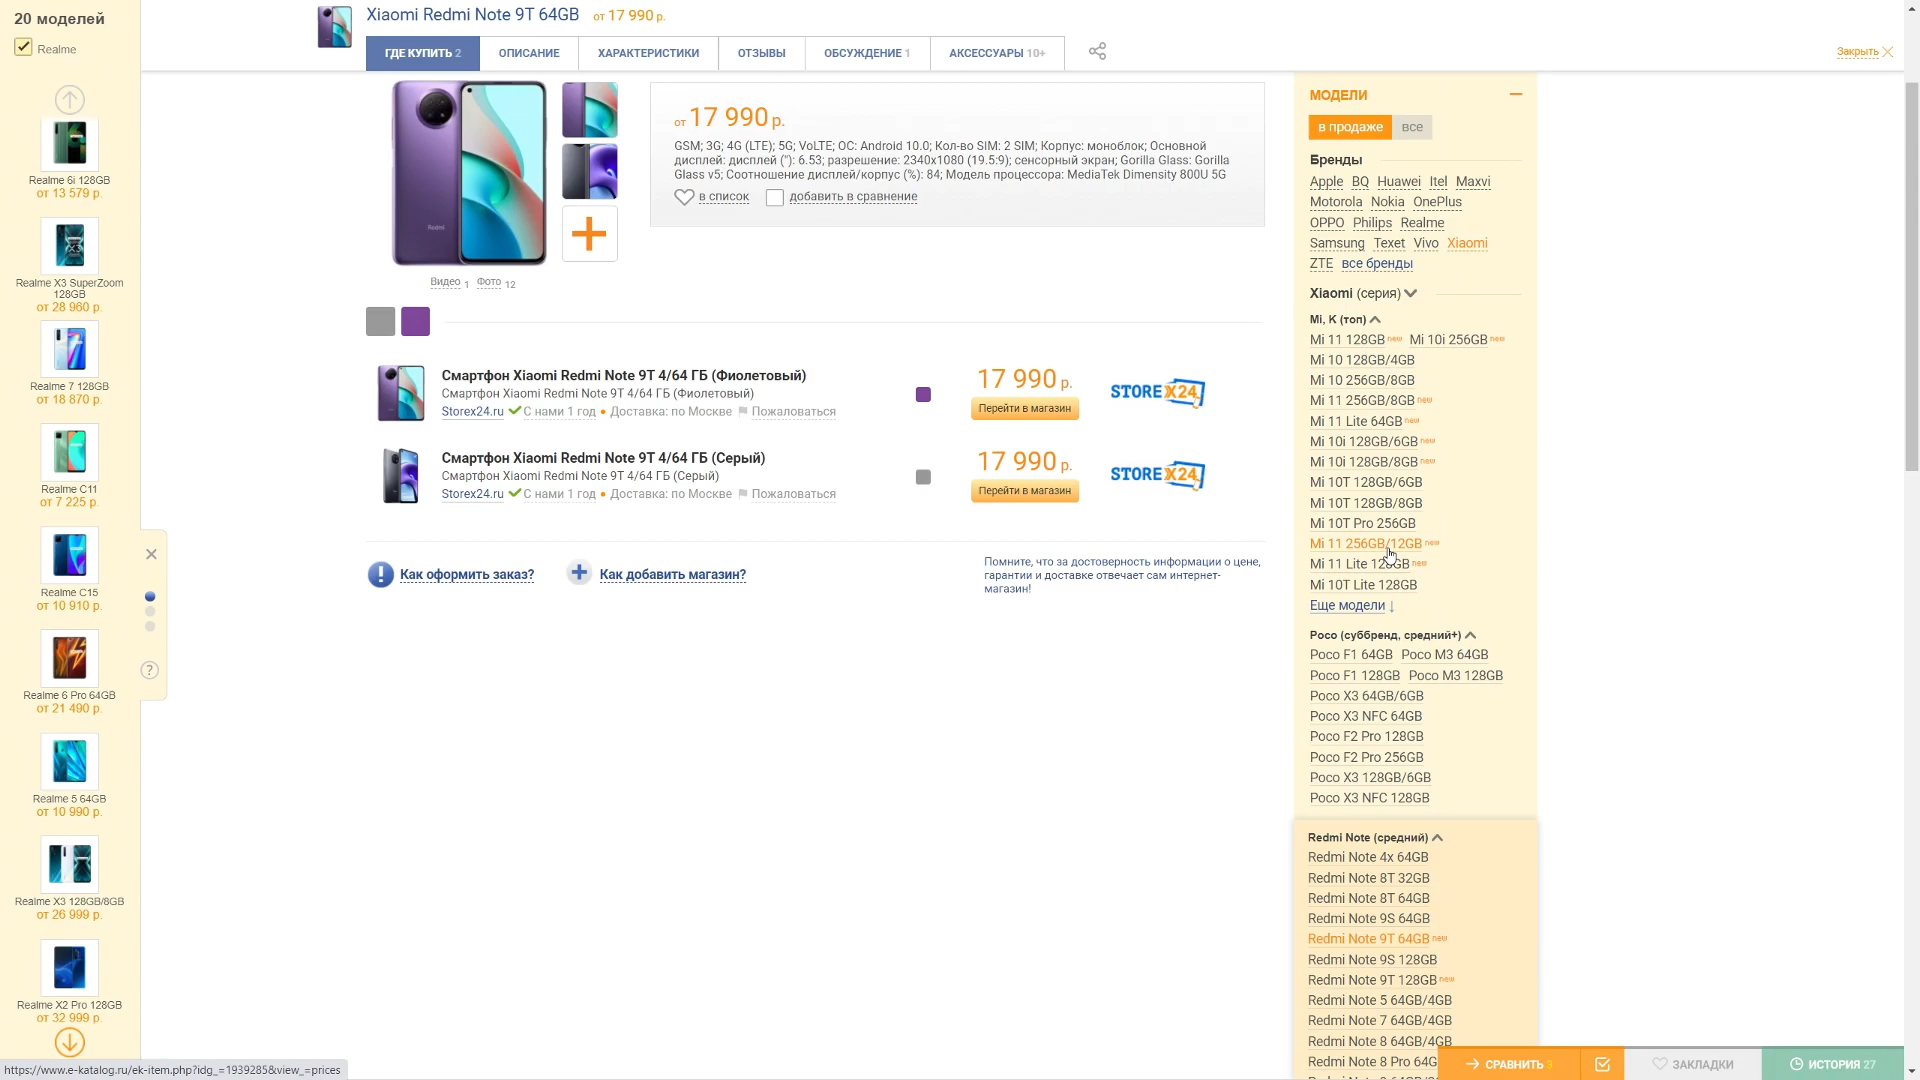 20 моделей
Realme
Realme 6i 128GB
от 13 579 р.
Realme X3 SuperZoom
128GB
от 28 960 р.
Realme 7 128GB
от 18 870 р.
Realme C11
от 7 225 р.
Realme C15
от 10 910 р.
Realme 6 Pro 64GB
от 21 490 р.
Realme 5 64GB
от 10 990 р.
Realme X3 128GB/8GB
от 26 999 р.
Realme X2 Pro 128GB
от 32 999 р.
https://www.e-katalog.ru/ek-item.php?idg_=1939285&view_=prices
Xiaomi Redmi Note 9T 64GB от 17 990 р.
ГДЕ КУПИТЬ 2 ОПИСАНИЕ ХАРАКТЕРИСТИКИ ОТЗЫВЫ ОБСУЖДЕНИЕ 1 АКСЕССУАРЫ 10+
Закрыть
Redmi
Видео 1 Фото 12
от 17 990 р.
GSM; 3G; 4G (LTE); 5G; VoLTE; ОС: Android 10.0; Кол-во SIM: 2 SIM; Корпус: моноблок; Основной
дисплей: дисплей ("): 6.53; разрешение: 2340x1080 (19.5:9); сенсорный экран; Gorilla Glass: Gorilla
Glass v5; Соотношение дисплей/корпус (%): 84; Модель процессора: MediaTek Dimensity 800U 5G
в список добавить в сравнение
Смартфон Xiaomi Redmi Note 9T 4/64 ГБ (Фиолетовый)
Смартфон Xiaomi Redmi Note 9T 4/64 ГБ (Фиолетовый)
Storex24.ru С нами 1 год • Доставка: по Москве Пожаловаться
17 990 р.
Перейти в магазин
STOREX24
Смартфон Xiaomi Redmi Note 9T 4/64 ГБ (Серый)
Смартфон Xiaomi Redmi Note 9T 4/64 ГБ (Серый)
Storex24.ru С нами 1 год • Доставка: по Москве Пожаловаться
17 990 р.
Перейти в магазин
STOREX24
Как оформить заказ? Как добавить магазин?
Помните, что за достоверность информации о цене,
гарантии и доставке отвечает сам интернет-
магазин!
МОДЕЛИ
в продаже все
Бренды
Apple BQ Huawei Itel Maxvi
Motorola Nokia OnePlus
OPPO Philips Realme
Samsung Texet Vivo Xiaomi
ZTE все бренды
Xiaomi (серия)
Mi, K (топ)
Mi 11 128GB new Mi 10i 256GB new
Mi 10 128GB/4GB
Mi 10 256GB/8GB
Mi 11 256GB/8GB new
Mi 11 Lite 64GB new
Mi 10i 128GB/6GB new
Mi 10i 128GB/8GB new
Mi 10T 128GB/6GB
Mi 10T 128GB/8GB
Mi 10T Pro 256GB
Mi 11 256GB/12GB new
Mi 11 Lite 128GB new
Mi 10T Lite 128GB
Еще модели ↓
Poco (суббренд, средний+)
Poco F1 64GB Poco M3 64GB
Poco F1 128GB Poco M3 128GB
Poco X3 64GB/6GB
Poco X3 NFC 64GB
Poco F2 Pro 128GB
Poco F2 Pro 256GB
Poco X3 128GB/6GB
Poco X3 NFC 128GB
Redmi Note (средний)
Redmi Note 4x 64GB
Redmi Note 8T 32GB
Redmi Note 8T 64GB
Redmi Note 9S 64GB
Redmi Note 9T 64GB new
Redmi Note 9S 128GB
Redmi Note 9T 128GB new
Redmi Note 5 64GB/4GB
Redmi Note 7 64GB/4GB
Redmi Note 8 64GB/4GB
Redmi Note 8 Pro 64G
СРАВНИТЬ 3 ЗАКЛАДКИ ИСТОРИЯ 27